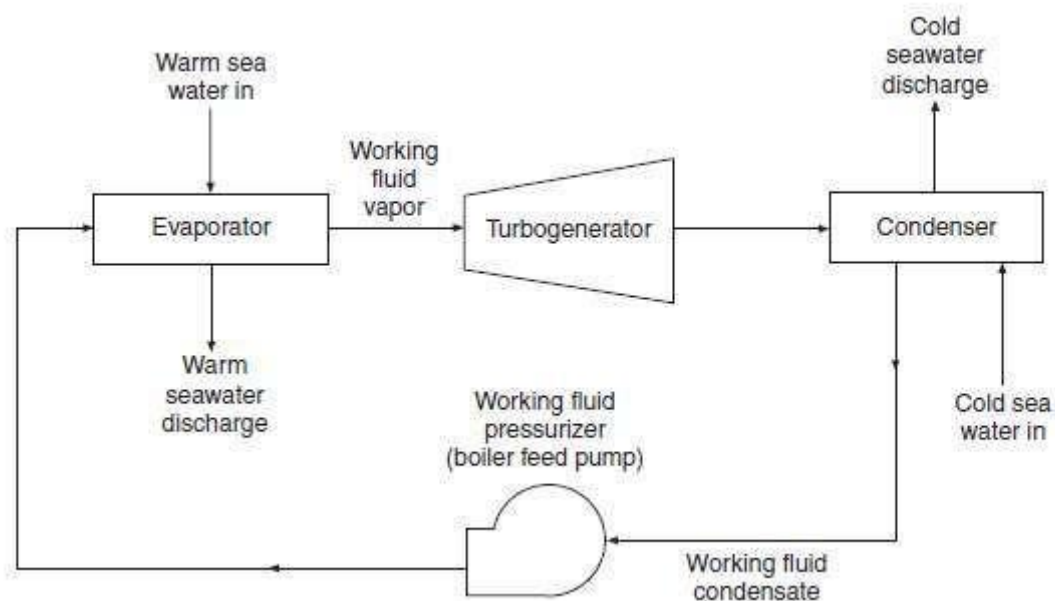 Warm sea
water in
Evaporator
Warm
seawater
discharge
Working
fluid
vapor
Turbogenerator
Cold
seawater
discharge
Condenser
Cold sea
water in
Working fluid
pressurizer
(boiler feed pump)
Working fluid
condensate